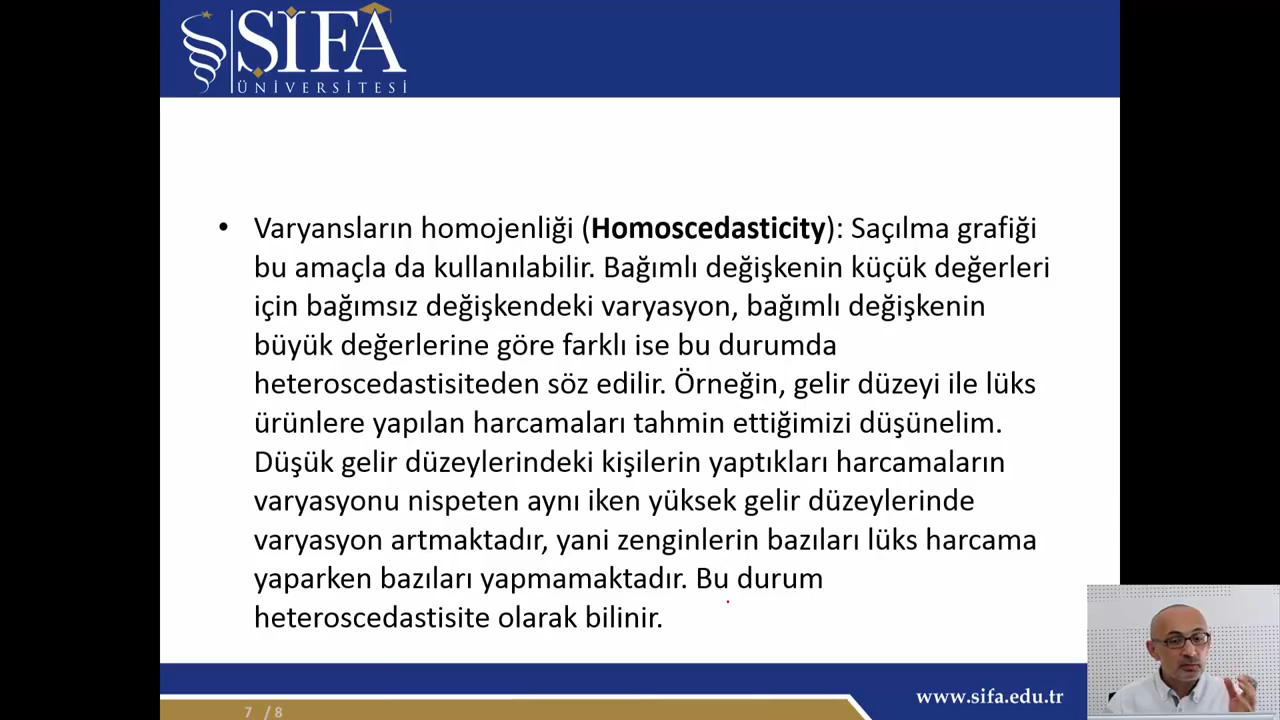 ŞİFA
ÜNİVERSİTESİ
• Varyansların homojenliği (Homoscedasticity): Saçılma grafiği
bu amaçla da kullanılabilir. Bağımlı değişkenin küçük değerleri
için bağımsız değişkendeki varyasyon, bağımlı değişkenin
büyük değerlerine göre farklı ise bu durumda
heteroscedastisiteden söz edilir. Örneğin, gelir düzeyi ile lüks
ürünlere yapılan harcamaları tahmin ettiğimizi düşünelim.
Düşük gelir düzeylerindeki kişilerin yaptıkları harcamaların
varyasyonu nispeten aynı iken yüksek gelir düzeylerinde
varyasyon artmaktadır, yani zenginlerin bazıları lüks harcama
yaparken bazıları yapmamaktadır. Bu durum
heteroscedastisite olarak bilinir.
www.sifa.edu.tr
7 / 8